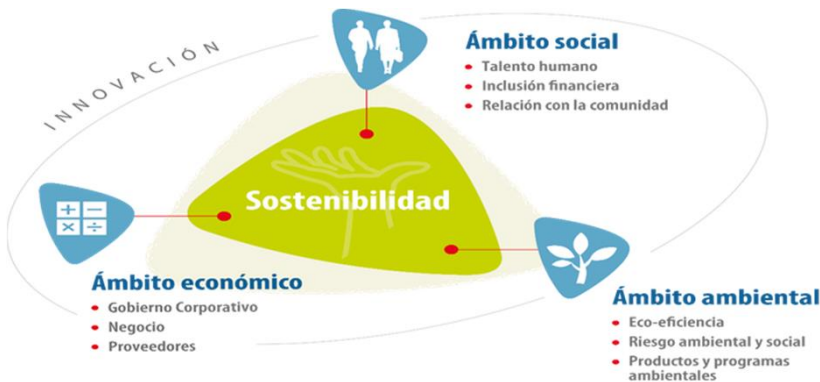 INNOVACIÓN
Ámbito social
Talento humano
Inclusión financiera
Relación con la comunidad
Sostenibilidad
Ámbito económico
Gobierno Corporativo
Negocio
Proveedores
Ámbito ambiental
Eco-eficiencia
Riesgo ambiental y social
Productos y programas
ambientales